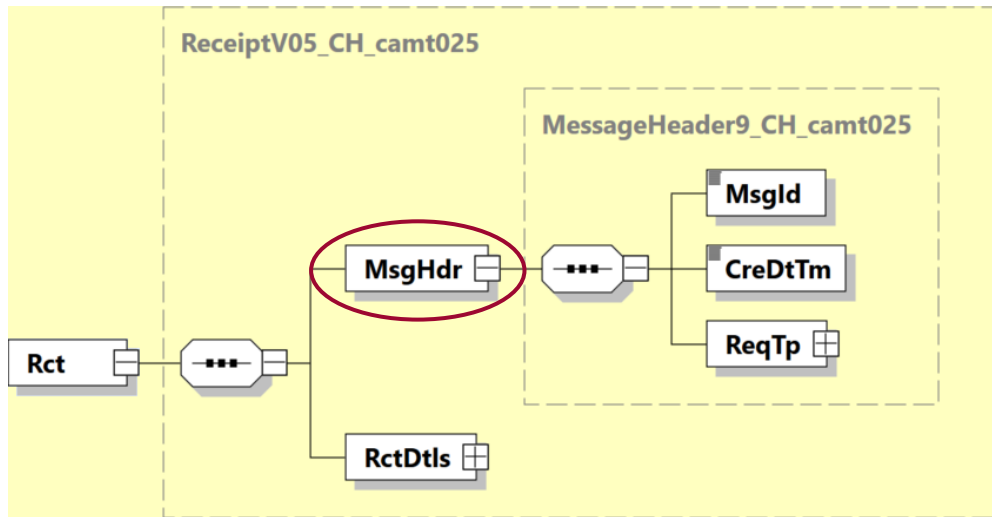 ReceiptV05_CH_camt025
MessageHeader9_CH_camt025
MsgId
MsgHdr
CreDtTm
ReqTp
Rct
RctDtls